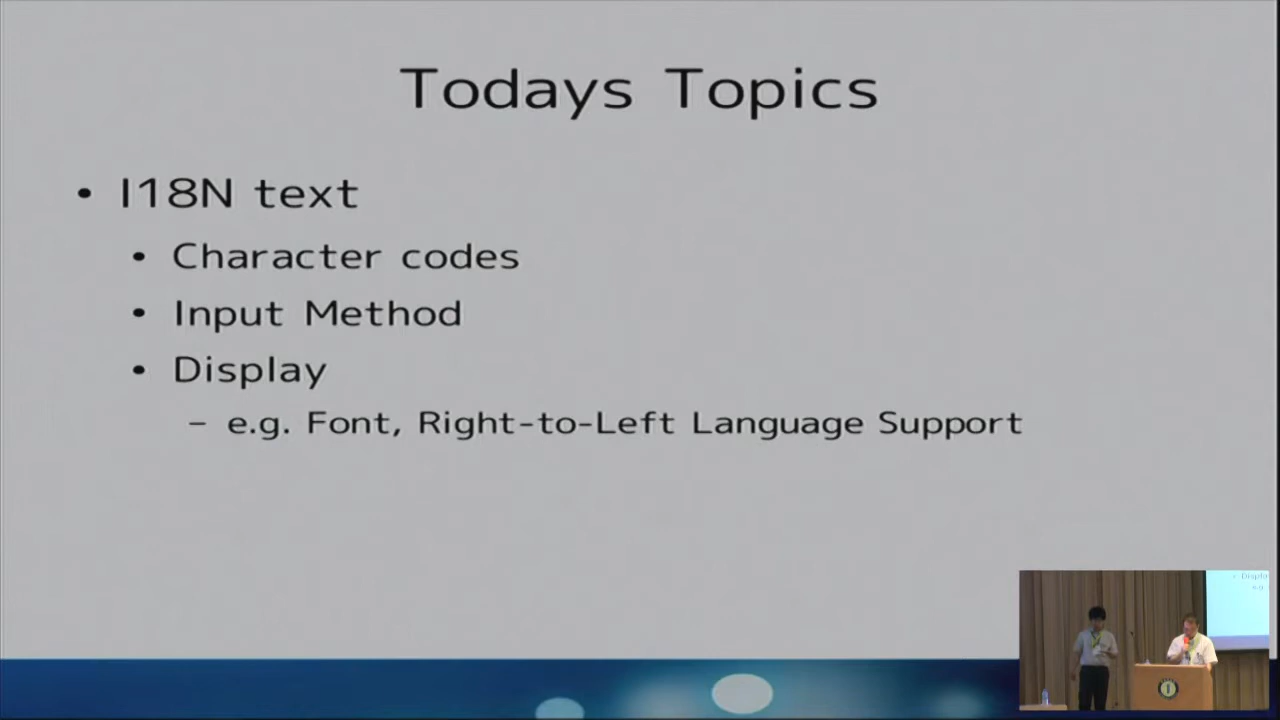 Todays Topics
• I18N text
• Character codes
• Input Method
• Display
– e.g. Font, Right-to-Left Language Support